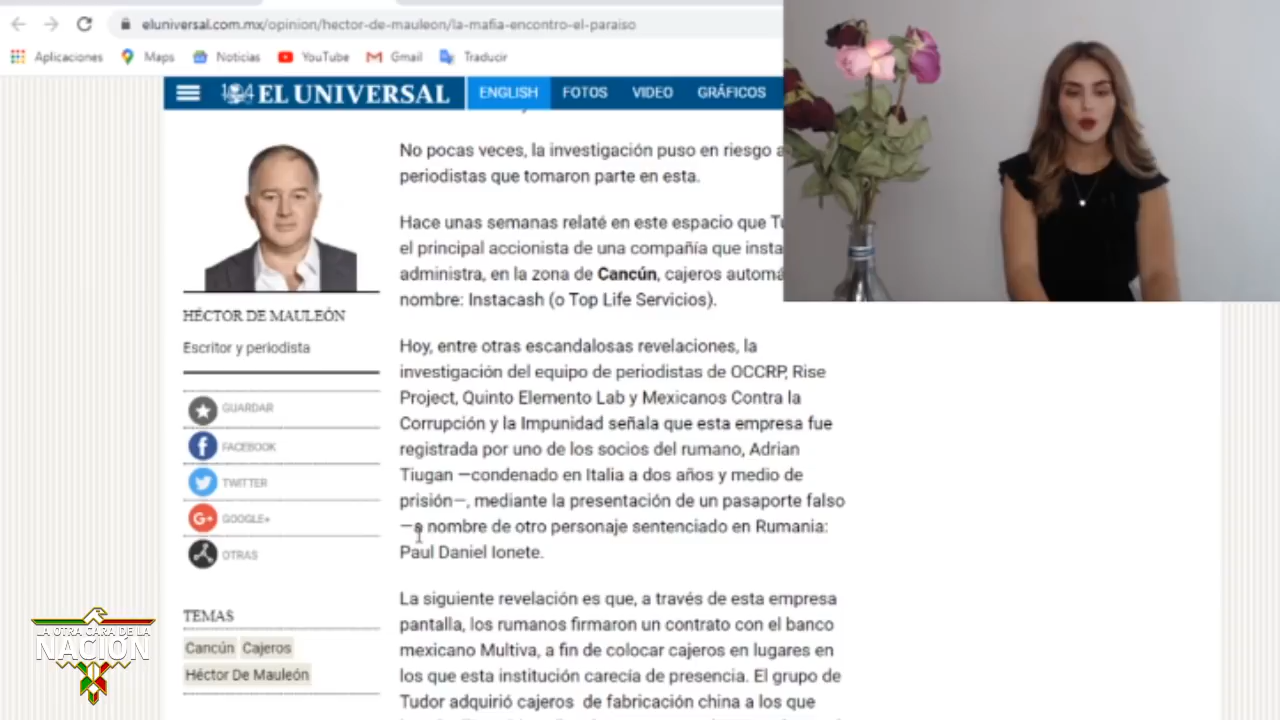 eluniversal.com.mx/opinion/hector-de-mauleon/la-mafia-encontro-el-paraiso
Aplicaciones Maps Noticias YouTube Gmail Traducir
EL UNIVERSAL ENGLISH FOTOS VIDEO GRÁFICOS
No pocas veces, la investigación puso en riesgo a
periodistas que tomaron parte en esta.
Hace unas semanas relaté en este espacio que
el principal accionista de una compañía que
administra, en la zona de Cancún, cajeros
nombre: Instacash (o Top Life Servicios).
HÉCTOR DE MAULEÓN
Escritor y periodista
GUARDAR
FACEBOOK
TWITTER
GOOGLE+
OTRAS
TEMAS
Cancún Cajeros
Héctor De Mauleón
Hoy, entre otras escandalosas revelaciones, la
investigación del equipo de periodistas de OCCRP, Rise
Project, Quinto Elemento Lab y Mexicanos Contra la
Corrupción y la Impunidad señala que esta empresa fue
registrada por uno de los socios del rumano, Adrian
Tiugan —condenado en Italia a dos años y medio de
prisión—, mediante la presentación de un pasaporte falso
—a nombre de otro personaje sentenciado en Rumania:
Paul Daniel Ionete.
La siguiente revelación es que, a través de esta empresa
pantalla, los rumanos firmaron un contrato con el banco
mexicano Multiva, a fin de colocar cajeros en lugares en
los que esta institución carecía de presencia. El grupo de
Tudor adquirió cajeros de fabricación china a los que
LA OTRA CARA DE LA
NACIÓN